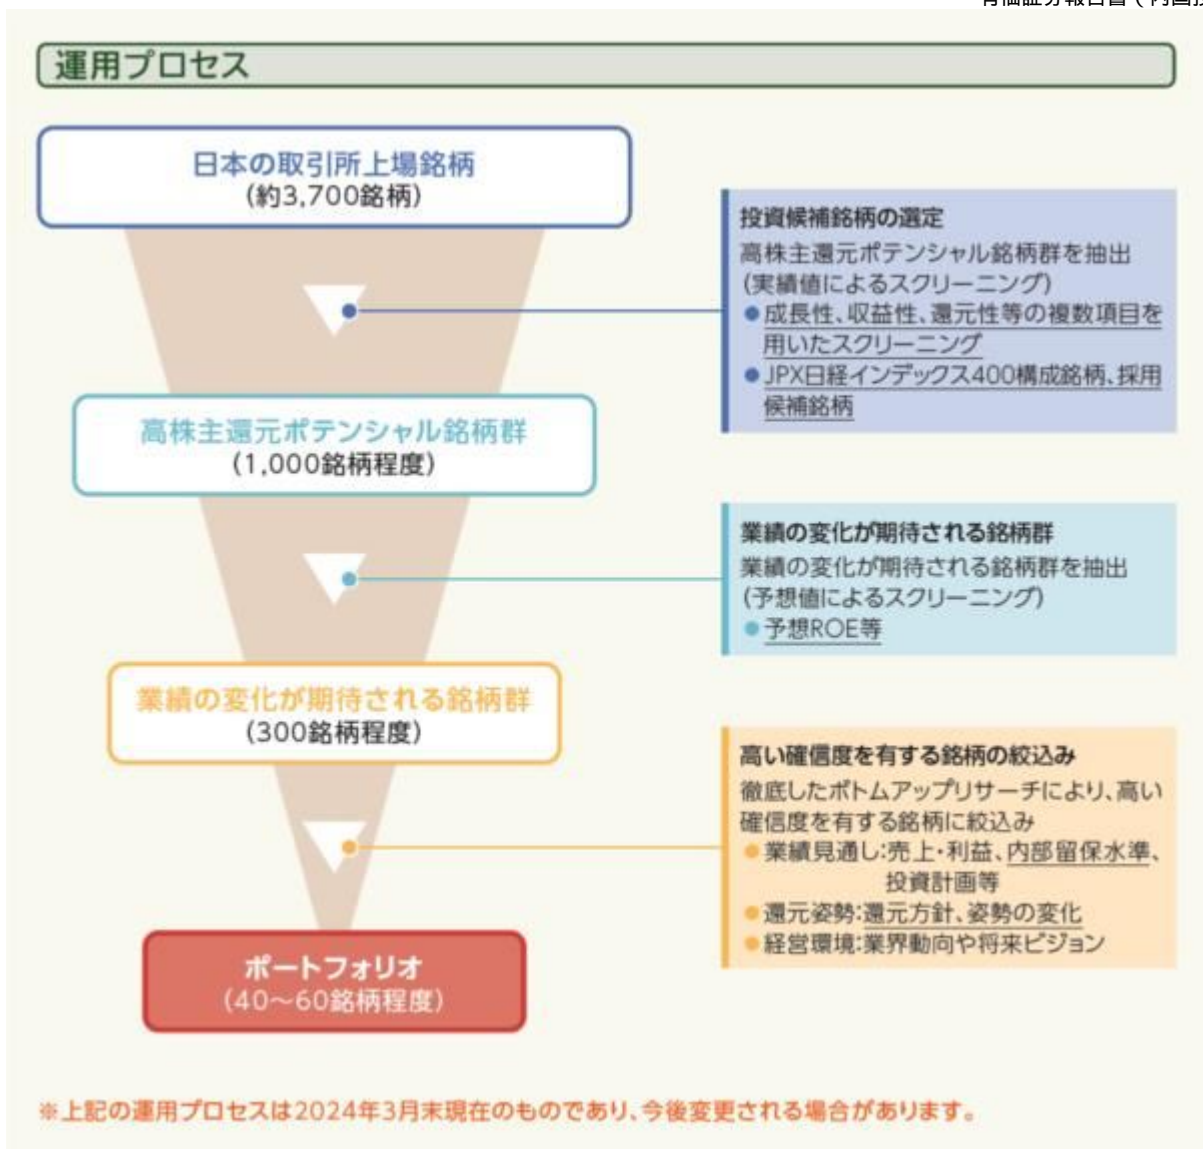 運用プロセス
日本の取引所上場銘柄
(約3,700銘柄)
投資候補銘柄の選定
高株主還元ポテンシャル銘柄群を抽出
(実績値によるスクリーニング)
●成長性、収益性、還元性等の複数項目を
用いたスクリーニング
●JPX日経インデックス400構成銘柄、採用
候補銘柄
高株主還元ポテンシャル銘柄群
(1,000銘柄程度)
業績の変化が期待される銘柄群
業績の変化が期待される銘柄群を抽出
(予想値によるスクリーニング)
●予想ROE等
業績の変化が期待される銘柄群
(300銘柄程度)
高い確信度を有する銘柄の絞込み
徹底したボトムアップリサーチにより、高い
確信度を有する銘柄に絞込み
●業績見通し:売上・利益、内部留保水準、
投資計画等
●還元姿勢:還元方針、姿勢の変化
●経営環境:業界動向や将来ビジョン
ポートフォリオ
(40～60銘柄程度)
※上記の運用プロセスは2024年3月末現在のものであり、今後変更される場合があります。